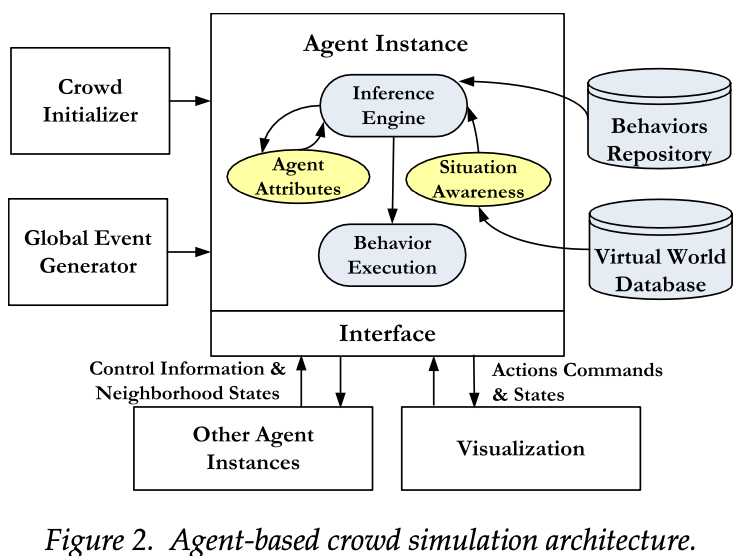 Agent Instance
Crowd
Initializer
Inference
Engine
Behaviors
Repository
Agent
Attributes
Situation
Awareness
Global Event
Generator
Behavior
Execution
Virtual World
Database
Interface
Control Information &
Neighborhood States
Actions Commands
& States
Other Agent
Instances
Visualization
Figure 2. Agent-based crowd simulation architecture.